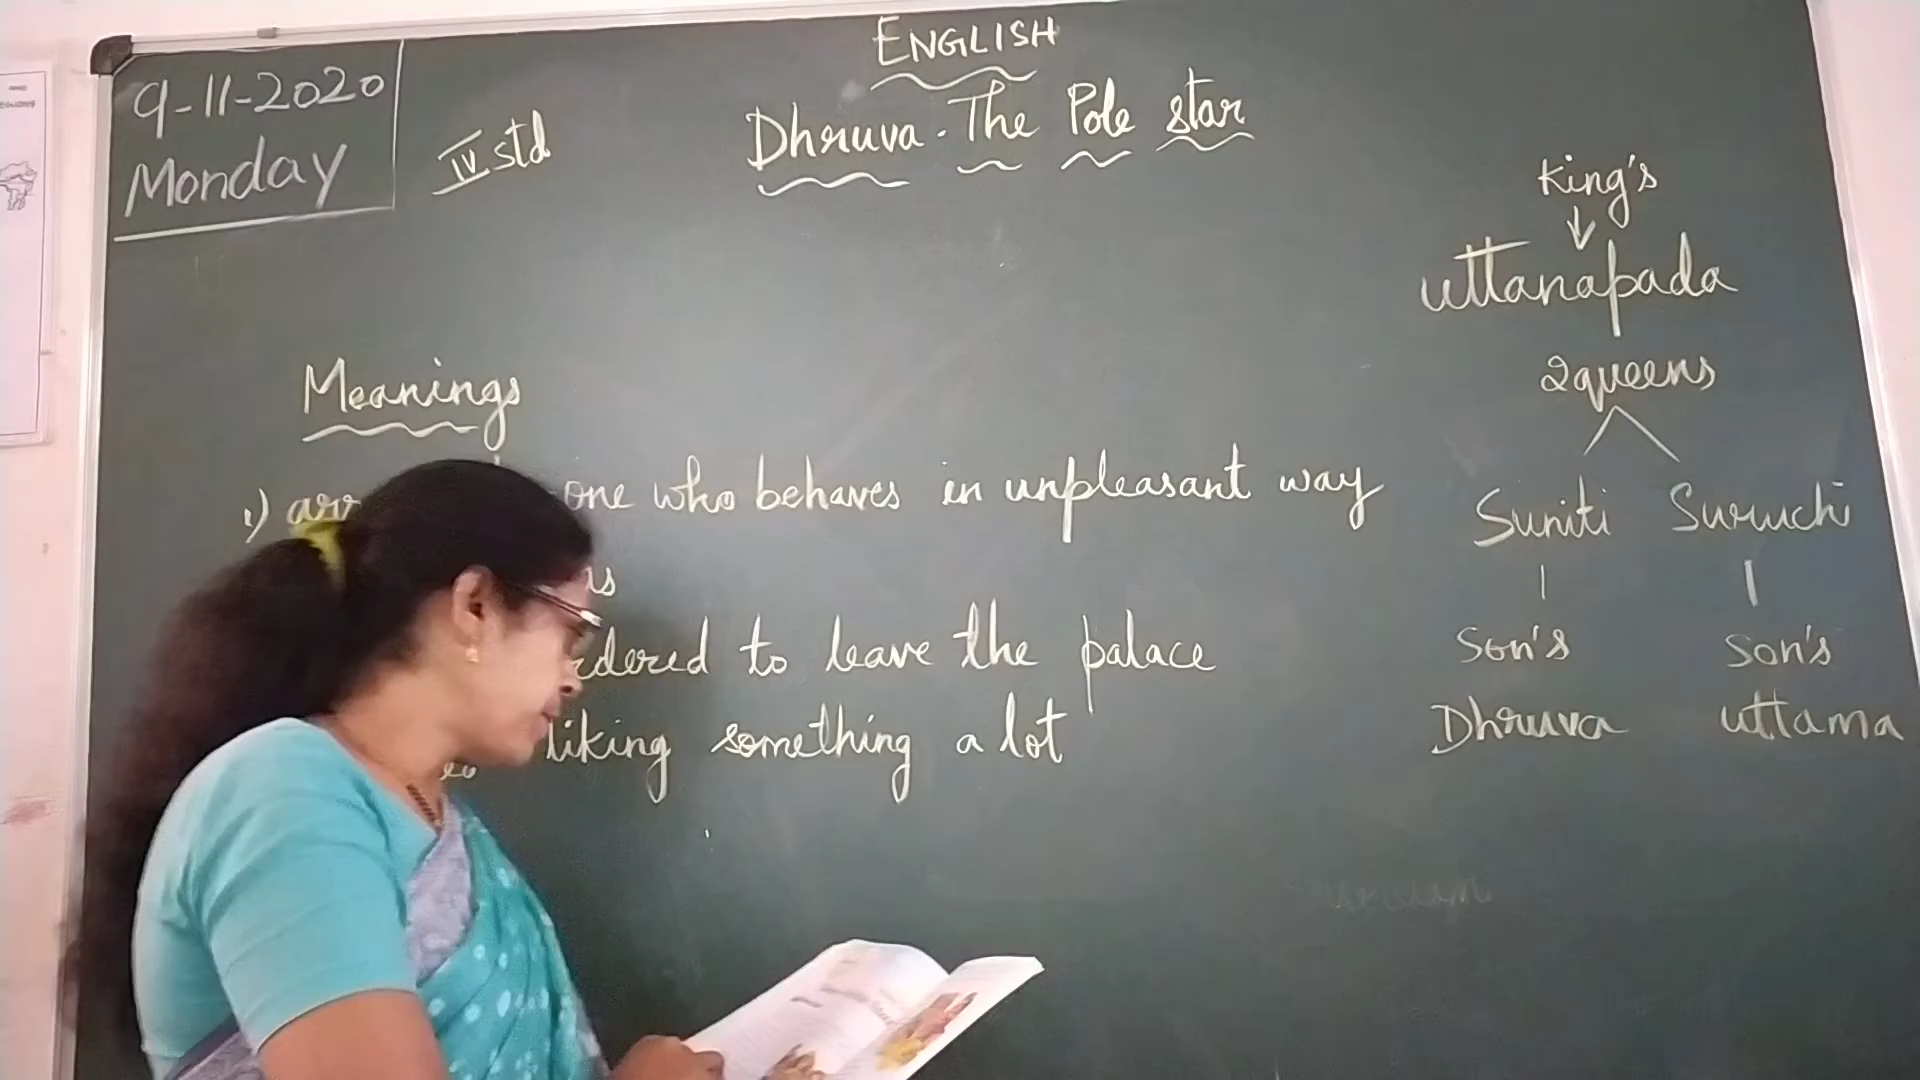 ENGLISH
9-11-2020
Monday
IV std
Dhruva. The Pole star
King's
uttanapada
2 queens
Suniti Suruchi
Son's Son's
Dhruva uttama
Meanings
1) one who behaves in unpleasant way
to leave the palace
liking something a lot